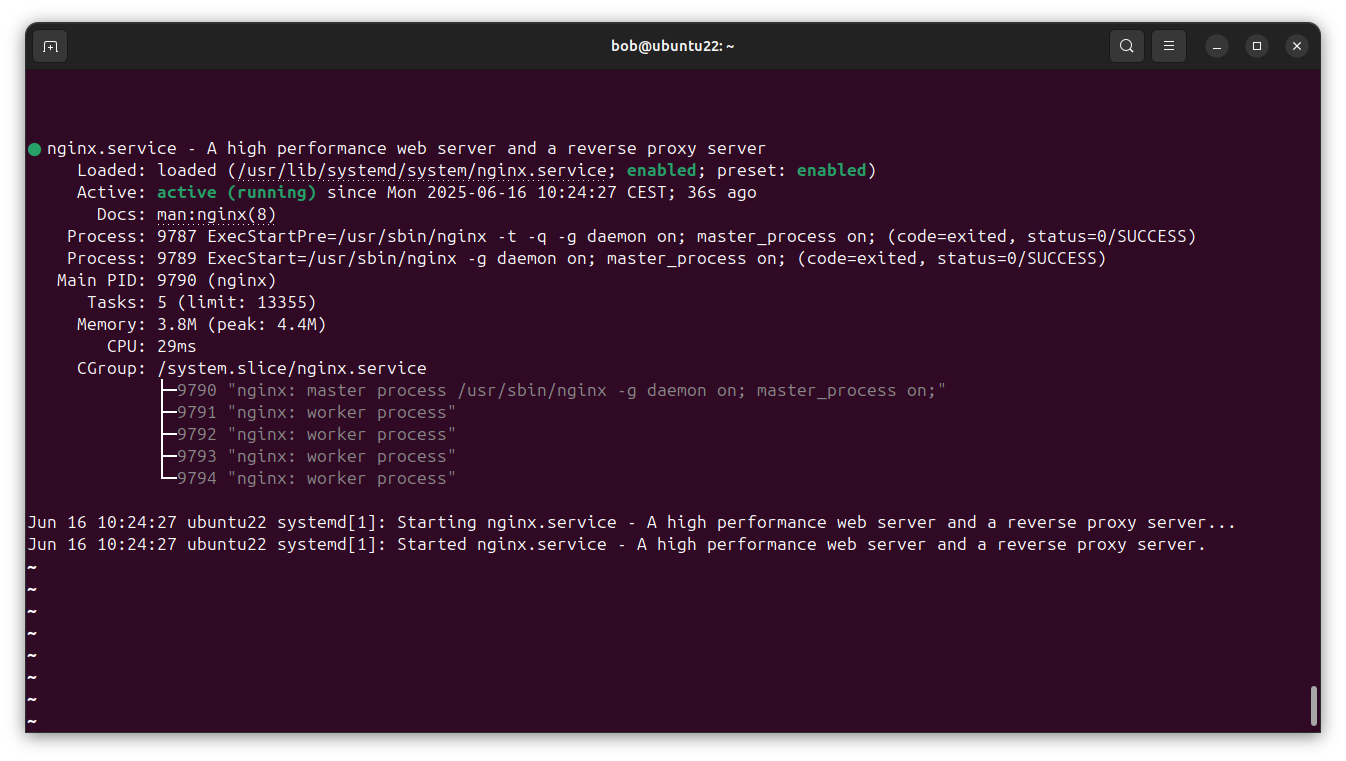 bob@ubuntu22: ~
● nginx.service - A high performance web server and a reverse proxy server
     Loaded: loaded (/usr/lib/systemd/system/nginx.service; enabled; preset: enabled)
     Active: active (running) since Mon 2025-06-16 10:24:27 CEST; 36s ago
       Docs: man:nginx(8)
    Process: 9787 ExecStartPre=/usr/sbin/nginx -t -q -g daemon on; master_process on; (code=exited, status=0/SUCCESS)
    Process: 9789 ExecStart=/usr/sbin/nginx -g daemon on; master_process on; (code=exited, status=0/SUCCESS)
   Main PID: 9790 (nginx)
      Tasks: 5 (limit: 13355)
     Memory: 3.8M (peak: 4.4M)
        CPU: 29ms
     CGroup: /system.slice/nginx.service
             ├─9790 "nginx: master process /usr/sbin/nginx -g daemon on; master_process on;"
             ├─9791 "nginx: worker process"
             ├─9792 "nginx: worker process"
             ├─9793 "nginx: worker process"
             └─9794 "nginx: worker process"

Jun 16 10:24:27 ubuntu22 systemd[1]: Starting nginx.service - A high performance web server and a reverse proxy server...
Jun 16 10:24:27 ubuntu22 systemd[1]: Started nginx.service - A high performance web server and a reverse proxy server.
~
~
~
~
~
~
~
~